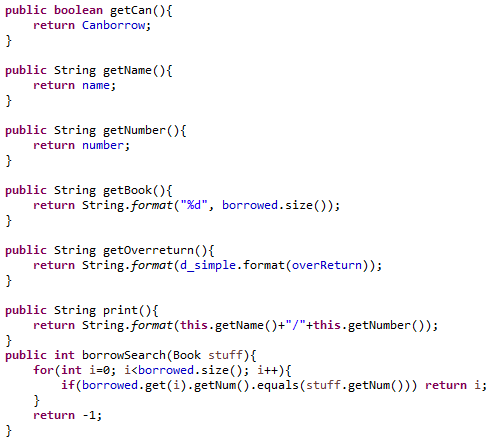 public boolean getCan(){
    return Canborrow;
}

public String getName(){
    return name;
}

public String getNumber(){
    return number;
}

public String getBook(){
    return String.format("%d", borrowed.size());
}

public String getOverreturn(){
    return String.format(d_simple.format(overReturn));
}

public String print(){
    return String.format(this.getName()+"/"+this.getNumber());
}
public int borrowSearch(Book stuff){
    for(int i=0; i<borrowed.size(); i++){
        if(borrowed.get(i).getNum().equals(stuff.getNum())) return i;
    }
    return -1;
}